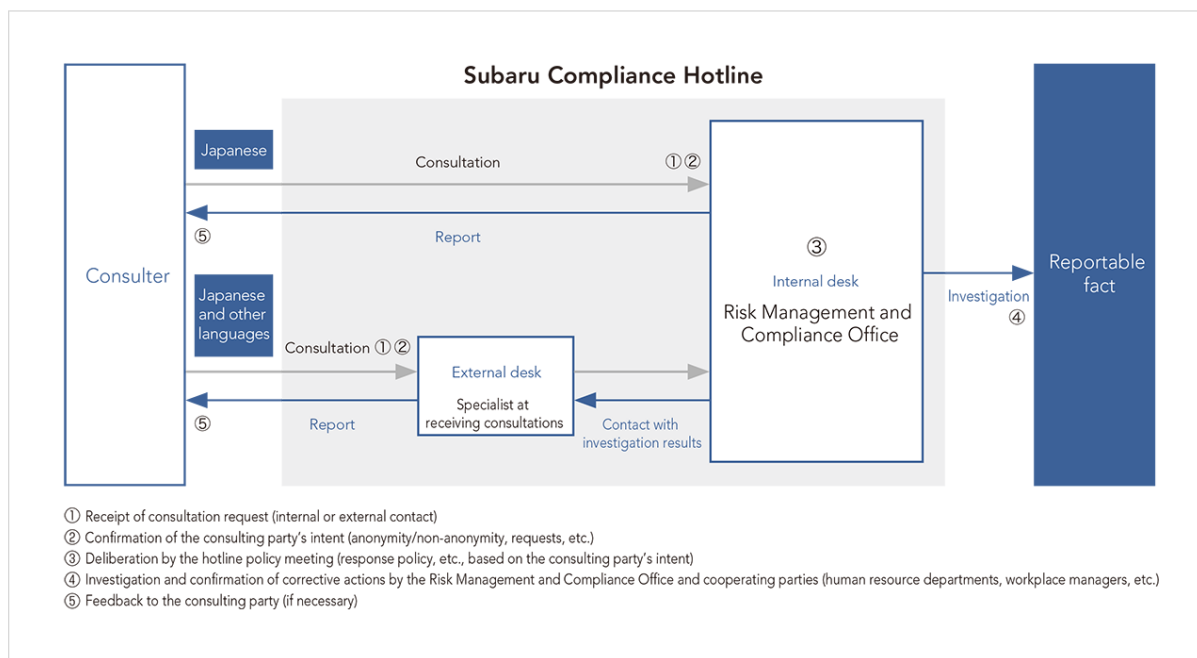 Subaru Compliance Hotline
Consulter
Japanese
Consultation
①②
⑤
Report
Japanese
and other
languages
Consultation ①②
⑤
Report
External desk
Specialist at
receiving consultations
Contact with
investigation results
③
Internal desk
Risk Management and
Compliance Office
Investigation
④
Reportable
fact
① Receipt of consultation request (internal or external contact)
② Confirmation of the consulting party's intent (anonymity/non-anonymity, requests, etc.)
③ Deliberation by the hotline policy meeting (response policy, etc., based on the consulting party's intent)
④ Investigation and confirmation of corrective actions by the Risk Management and Compliance Office and cooperating parties (human resource departments, workplace managers, etc.)
⑤ Feedback to the consulting party (if necessary)